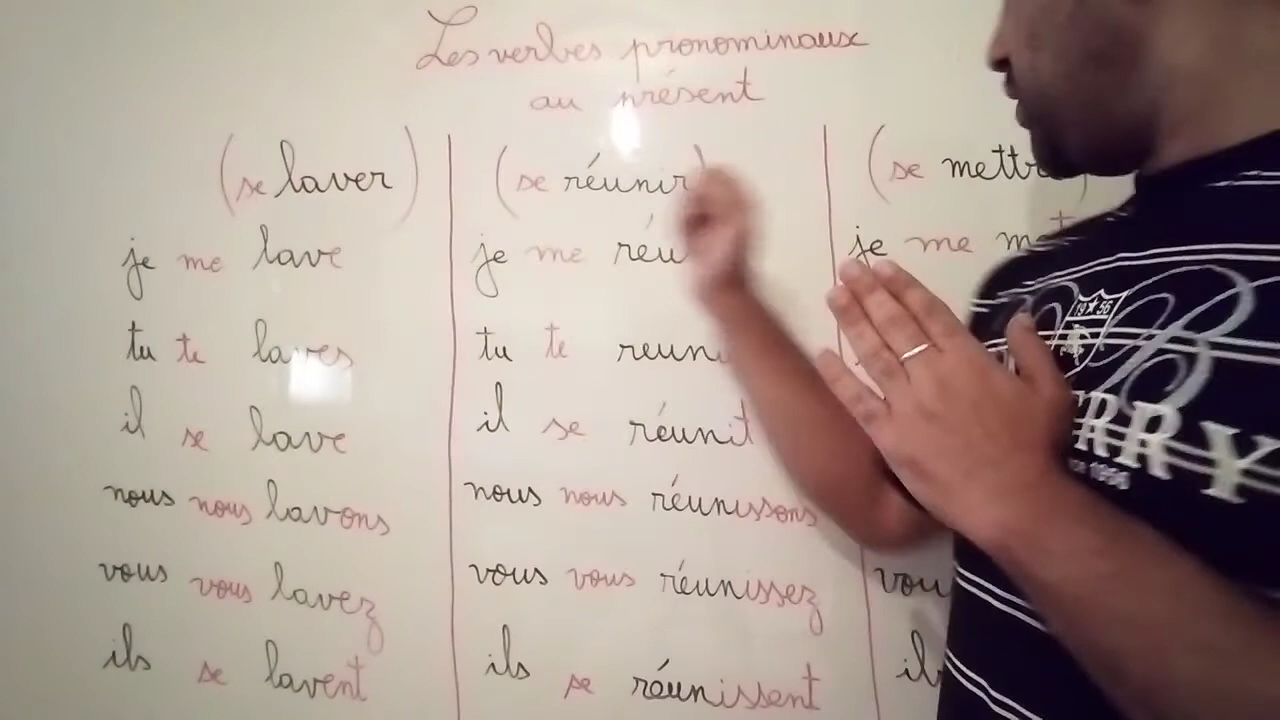 Les verbes pronominaux
au présent
(se laver)
je me lave
tu te laves
il se lave
nous nous lavons
vous vous lavez
ils se lavent
(se réunir)
je me
tu te
il se réunit
nous nous réunissons
vous vous réunissez
ils se réunissent
(se
je me
19 56